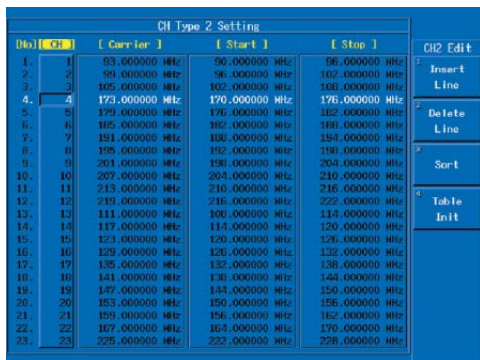 CH Type 2 Setting
[No] [ CH ] [ Carrier ] [ Start ] [ Stop ]
1. 1 93.000000 MHz 90.000000 MHz 96.000000 MHz
2. 2 99.000000 MHz 96.000000 MHz 102.000000 MHz
3. 3 105.000000 MHz 102.000000 MHz 108.000000 MHz
4. 4 173.000000 MHz 170.000000 MHz 176.000000 MHz
5. 5 179.000000 MHz 176.000000 MHz 182.000000 MHz
6. 6 185.000000 MHz 182.000000 MHz 188.000000 MHz
7. 7 191.000000 MHz 188.000000 MHz 194.000000 MHz
8. 8 195.000000 MHz 192.000000 MHz 198.000000 MHz
9. 9 201.000000 MHz 198.000000 MHz 204.000000 MHz
10. 10 207.000000 MHz 204.000000 MHz 210.000000 MHz
11. 11 213.000000 MHz 210.000000 MHz 216.000000 MHz
12. 12 219.000000 MHz 216.000000 MHz 222.000000 MHz
13. 13 111.000000 MHz 108.000000 MHz 114.000000 MHz
14. 14 117.000000 MHz 114.000000 MHz 120.000000 MHz
15. 15 123.000000 MHz 120.000000 MHz 126.000000 MHz
16. 16 129.000000 MHz 126.000000 MHz 132.000000 MHz
17. 17 135.000000 MHz 132.000000 MHz 138.000000 MHz
18. 18 141.000000 MHz 138.000000 MHz 144.000000 MHz
19. 19 147.000000 MHz 144.000000 MHz 150.000000 MHz
20. 20 153.000000 MHz 150.000000 MHz 156.000000 MHz
21. 21 159.000000 MHz 156.000000 MHz 162.000000 MHz
22. 22 167.000000 MHz 164.000000 MHz 170.000000 MHz
23. 23 225.000000 MHz 222.000000 MHz 228.000000 MHz
CH2 Edit
1
Insert
Line
2
Delete
Line
3
Sort
4
Table
Init